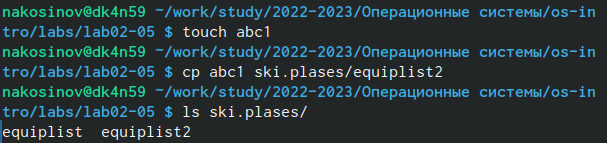 nakosinov@dk4n59 ~/work/study/2022-2023/Операционные системы/os-in
tro/labs/lab02-05 $ touch abc1
nakosinov@dk4n59 ~/work/study/2022-2023/Операционные системы/os-in
tro/labs/lab02-05 $ cp abc1 ski.plases/equiplist2
nakosinov@dk4n59 ~/work/study/2022-2023/Операционные системы/os-in
tro/labs/lab02-05 $ ls ski.plases/
equiplist  equiplist2